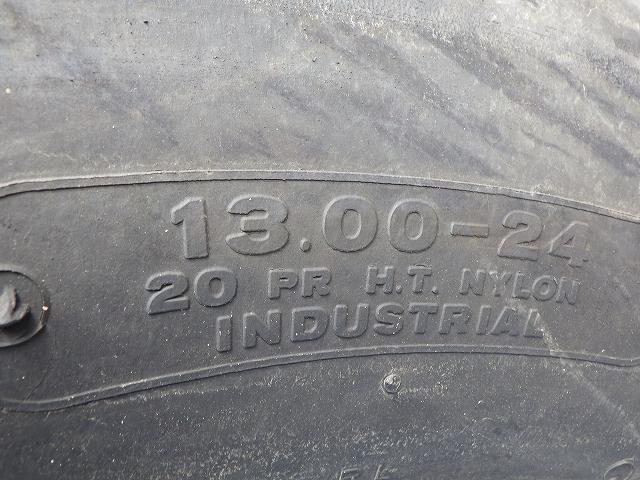 13.00-24
20 PR H.T. NYLON
INDUSTRIAL